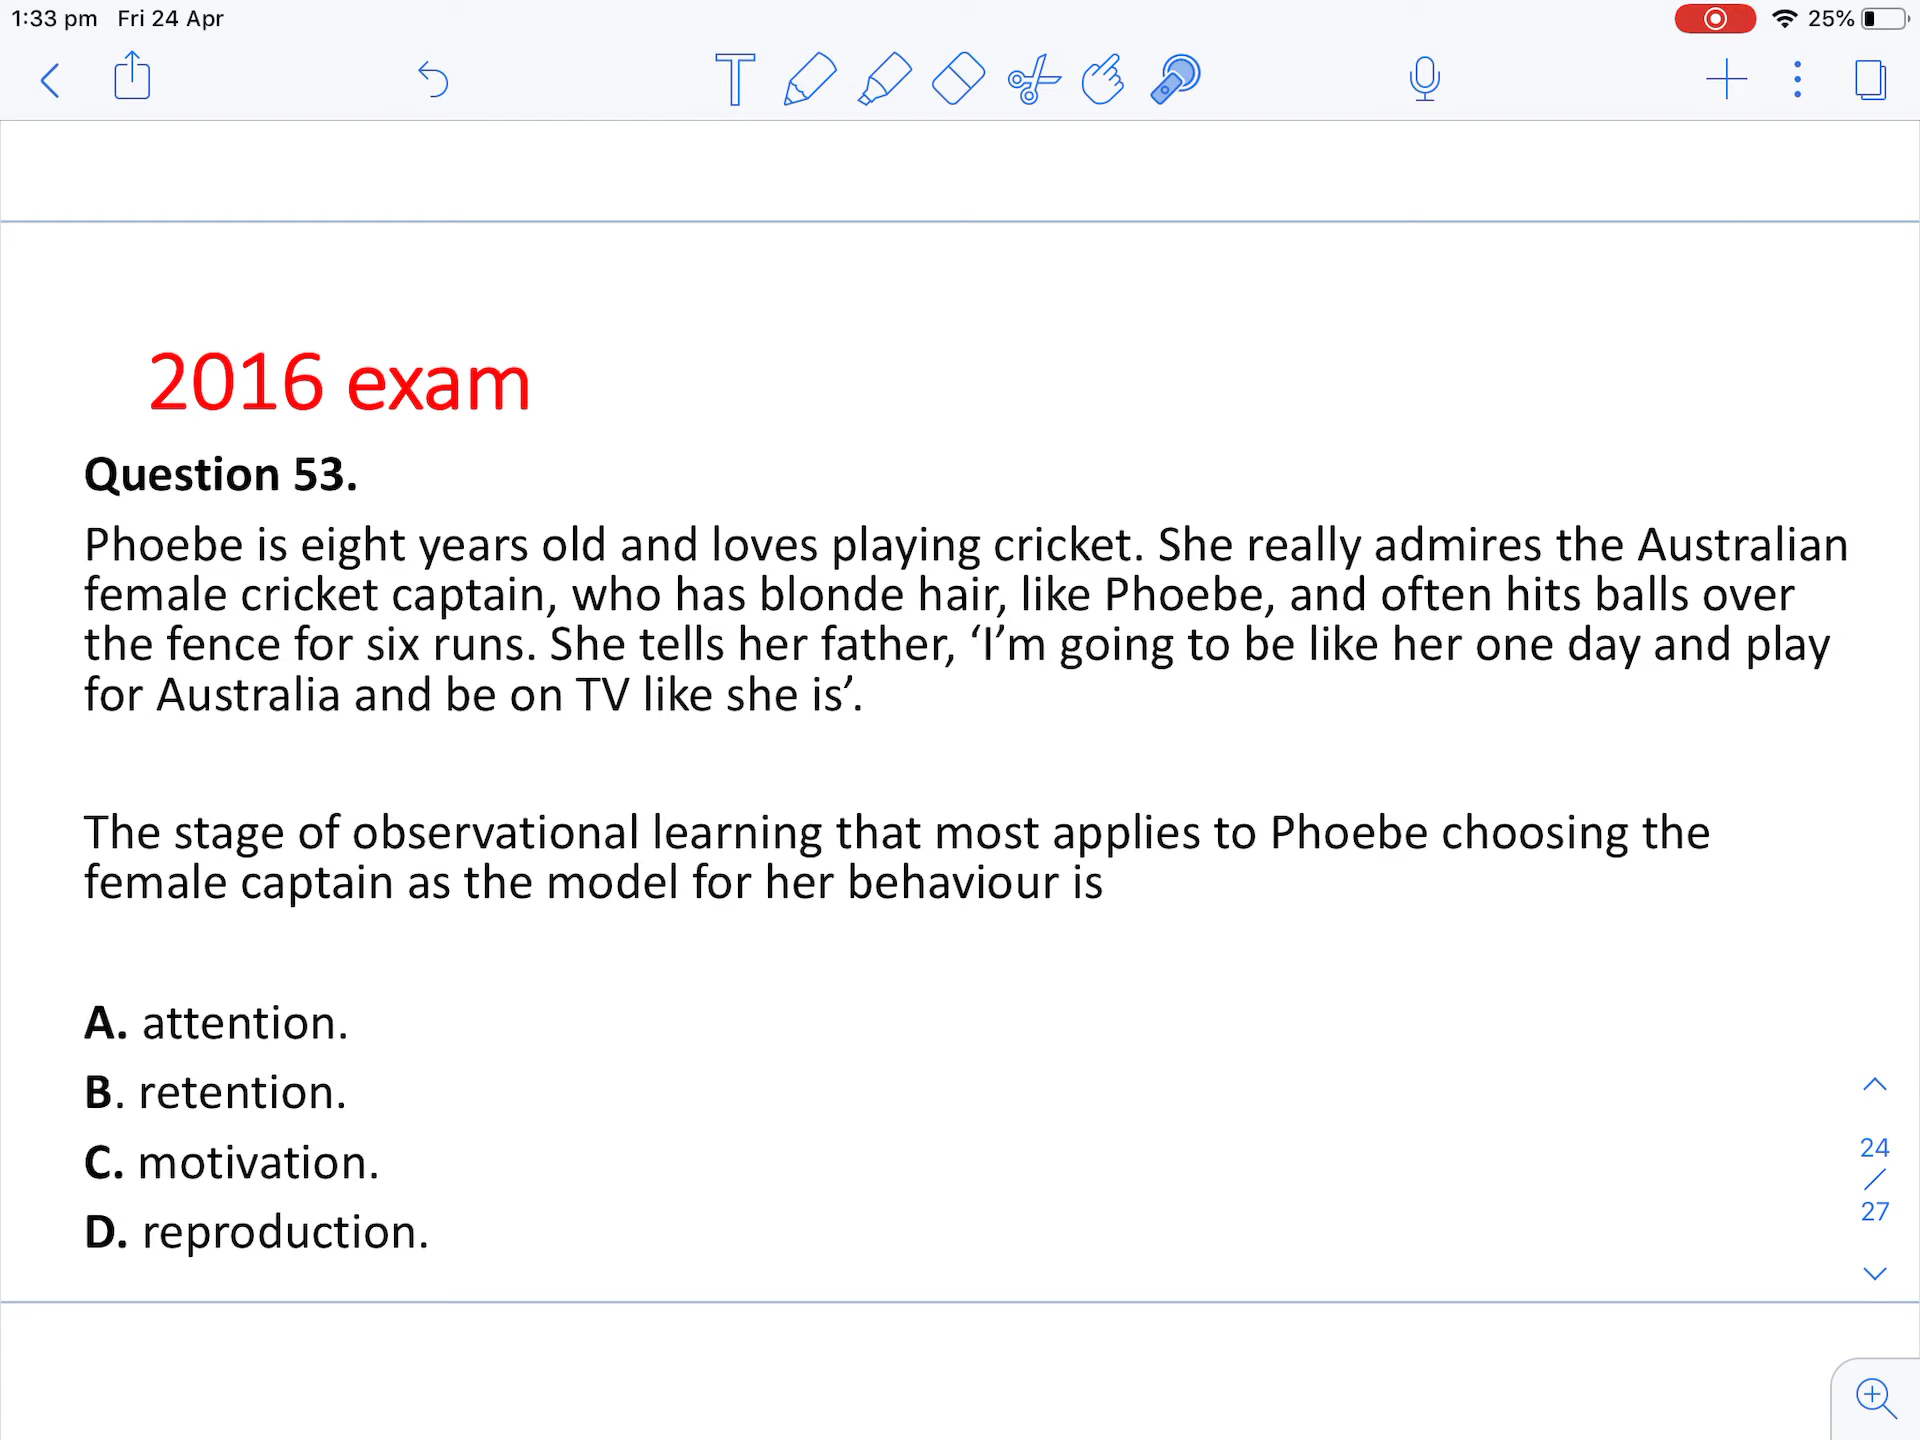 1:33 pm Fri 24 Apr 25%
2016 exam
Question 53.
Phoebe is eight years old and loves playing cricket. She really admires the Australian
female cricket captain, who has blonde hair, like Phoebe, and often hits balls over
the fence for six runs. She tells her father, ‘I’m going to be like her one day and play
for Australia and be on TV like she is’.
The stage of observational learning that most applies to Phoebe choosing the
female captain as the model for her behaviour is
A. attention.
B. retention.
C. motivation.
D. reproduction.
24
/
27